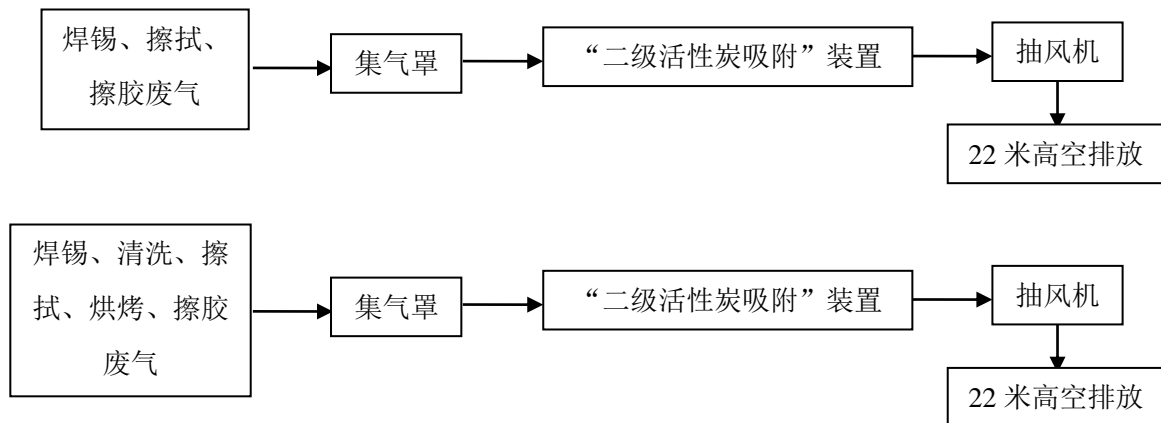 焊锡、擦拭、
擦胶废气
集气罩
“二级活性炭吸附”装置
抽风机
22 米高空排放
焊锡、清洗、擦
拭、烘烤、擦胶
废气
集气罩
“二级活性炭吸附”装置
抽风机
22 米高空排放